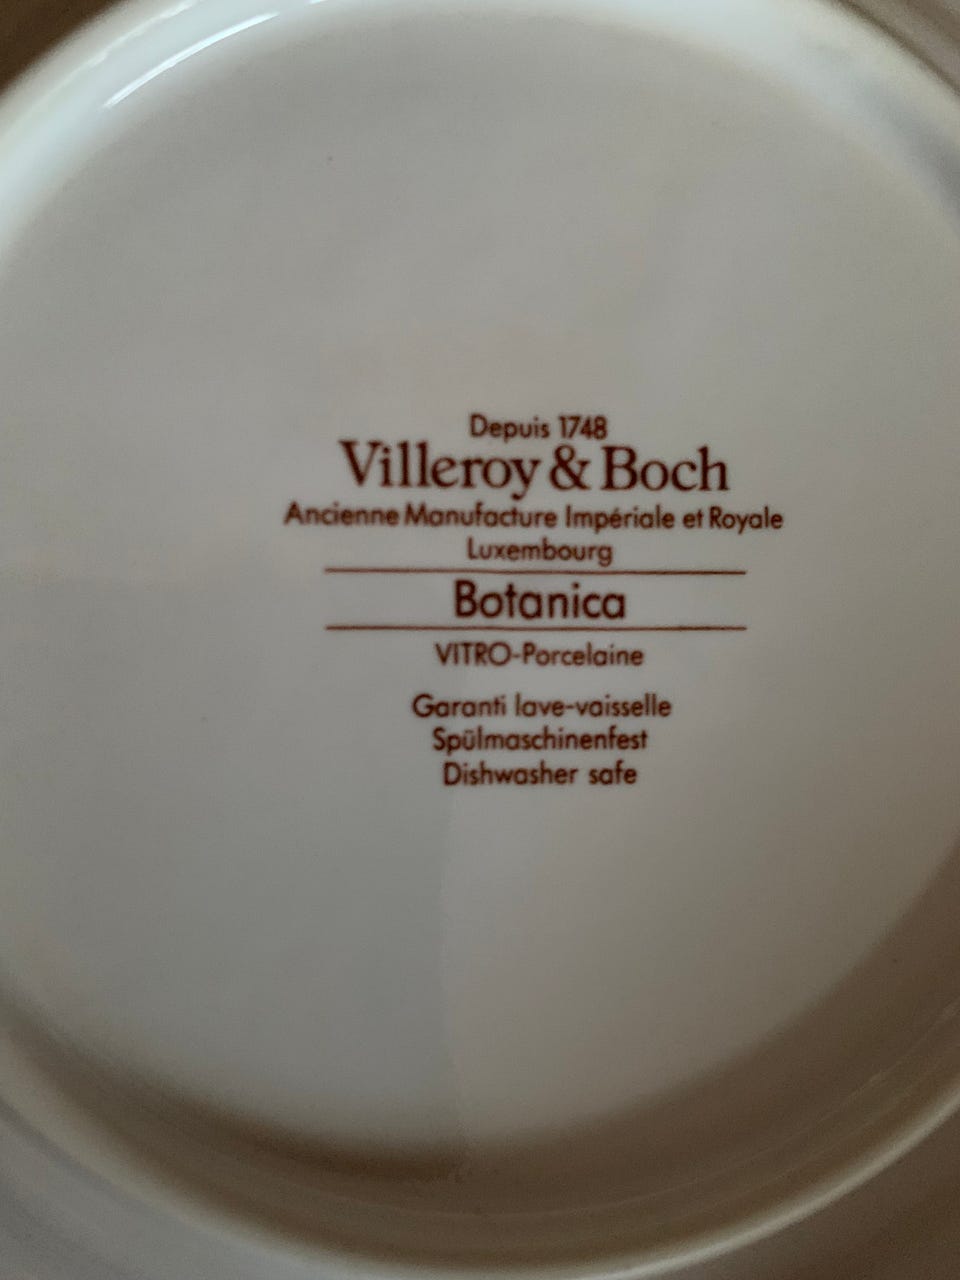 Depuis 1748
Villeroy & Boch
Ancienne Manufacture Impériale et Royale
Luxembourg
Botanica
VITRO-Porcelaine
Garanti lave-vaisselle
Spülmaschinenfest
Dishwasher safe